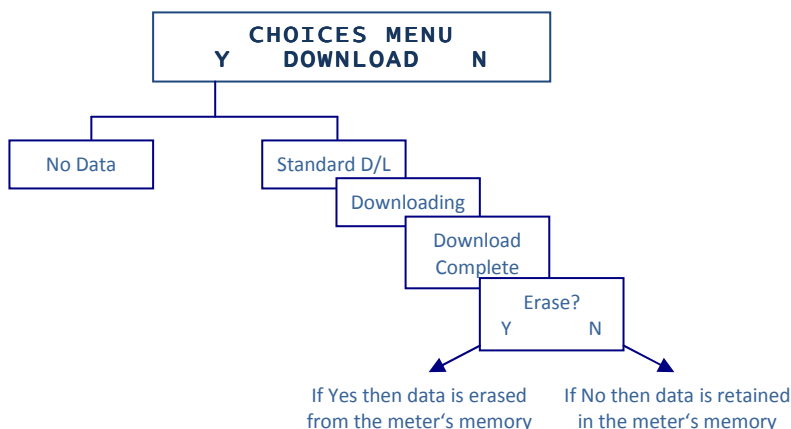 CHOICES MENU
Y DOWNLOAD N
No Data
Standard D/L
Downloading
Download
Complete
Erase?
Y N
If Yes then data is erased
from the meter‘s memory
If No then data is retained
in the meter‘s memory